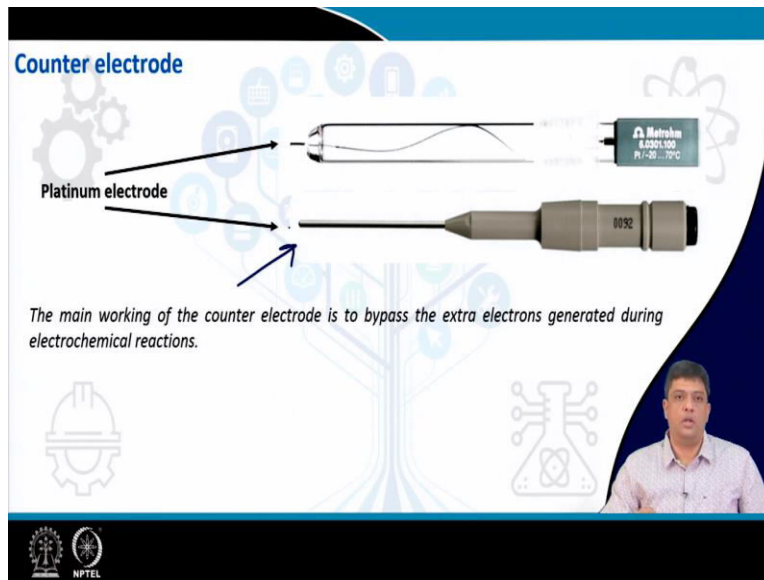 Counter electrode
Metrohm
6.0301.100
Pt/-20 ... 70°C
Platinum electrode
0092
The main working of the counter electrode is to bypass the extra electrons generated during
electrochemical reactions.
NPTEL